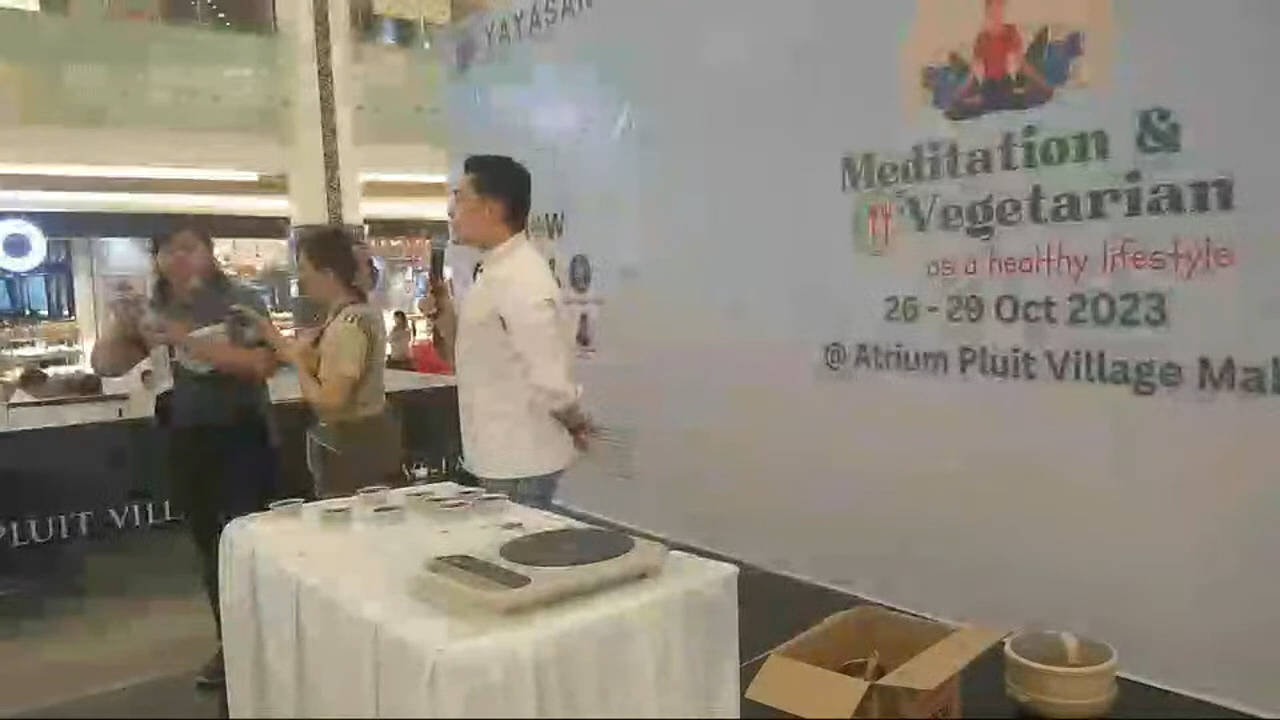 YAYASAN
Meditation &
Vegetarian
as a healthy lifestyle
26 - 29 Oct 2023
@ Atrium Pluit Village Mal
PLUIT VILL